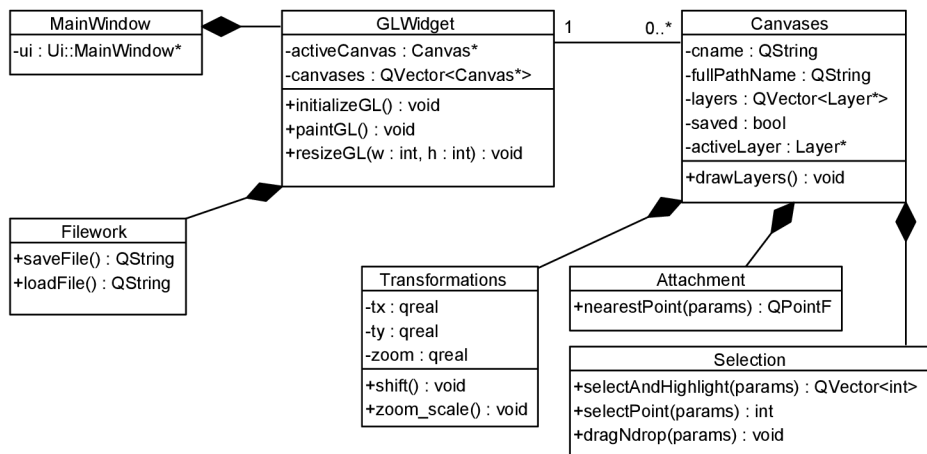 MainWindow
-ui : Ui::MainWindow*
GLWidget
-activeCanvas : Canvas*
-canvases : QVector<Canvas*>
+initializeGL() : void
+paintGL() : void
+resizeGL(w : int, h : int) : void
1
0..*
Canvases
-cname : QString
-fullPathName : QString
-layers : QVector<Layer*>
-saved : bool
-activeLayer : Layer*
+drawLayers() : void
Filework
+saveFile() : QString
+loadFile() : QString
Transformations
-tx : qreal
-ty : qreal
-zoom : qreal
+shift() : void
+zoom_scale() : void
Attachment
+nearestPoint(params) : QPointF
Selection
+selectAndHighlight(params) : QVector<int>
+selectPoint(params) : int
+dragNdrop(params) : void